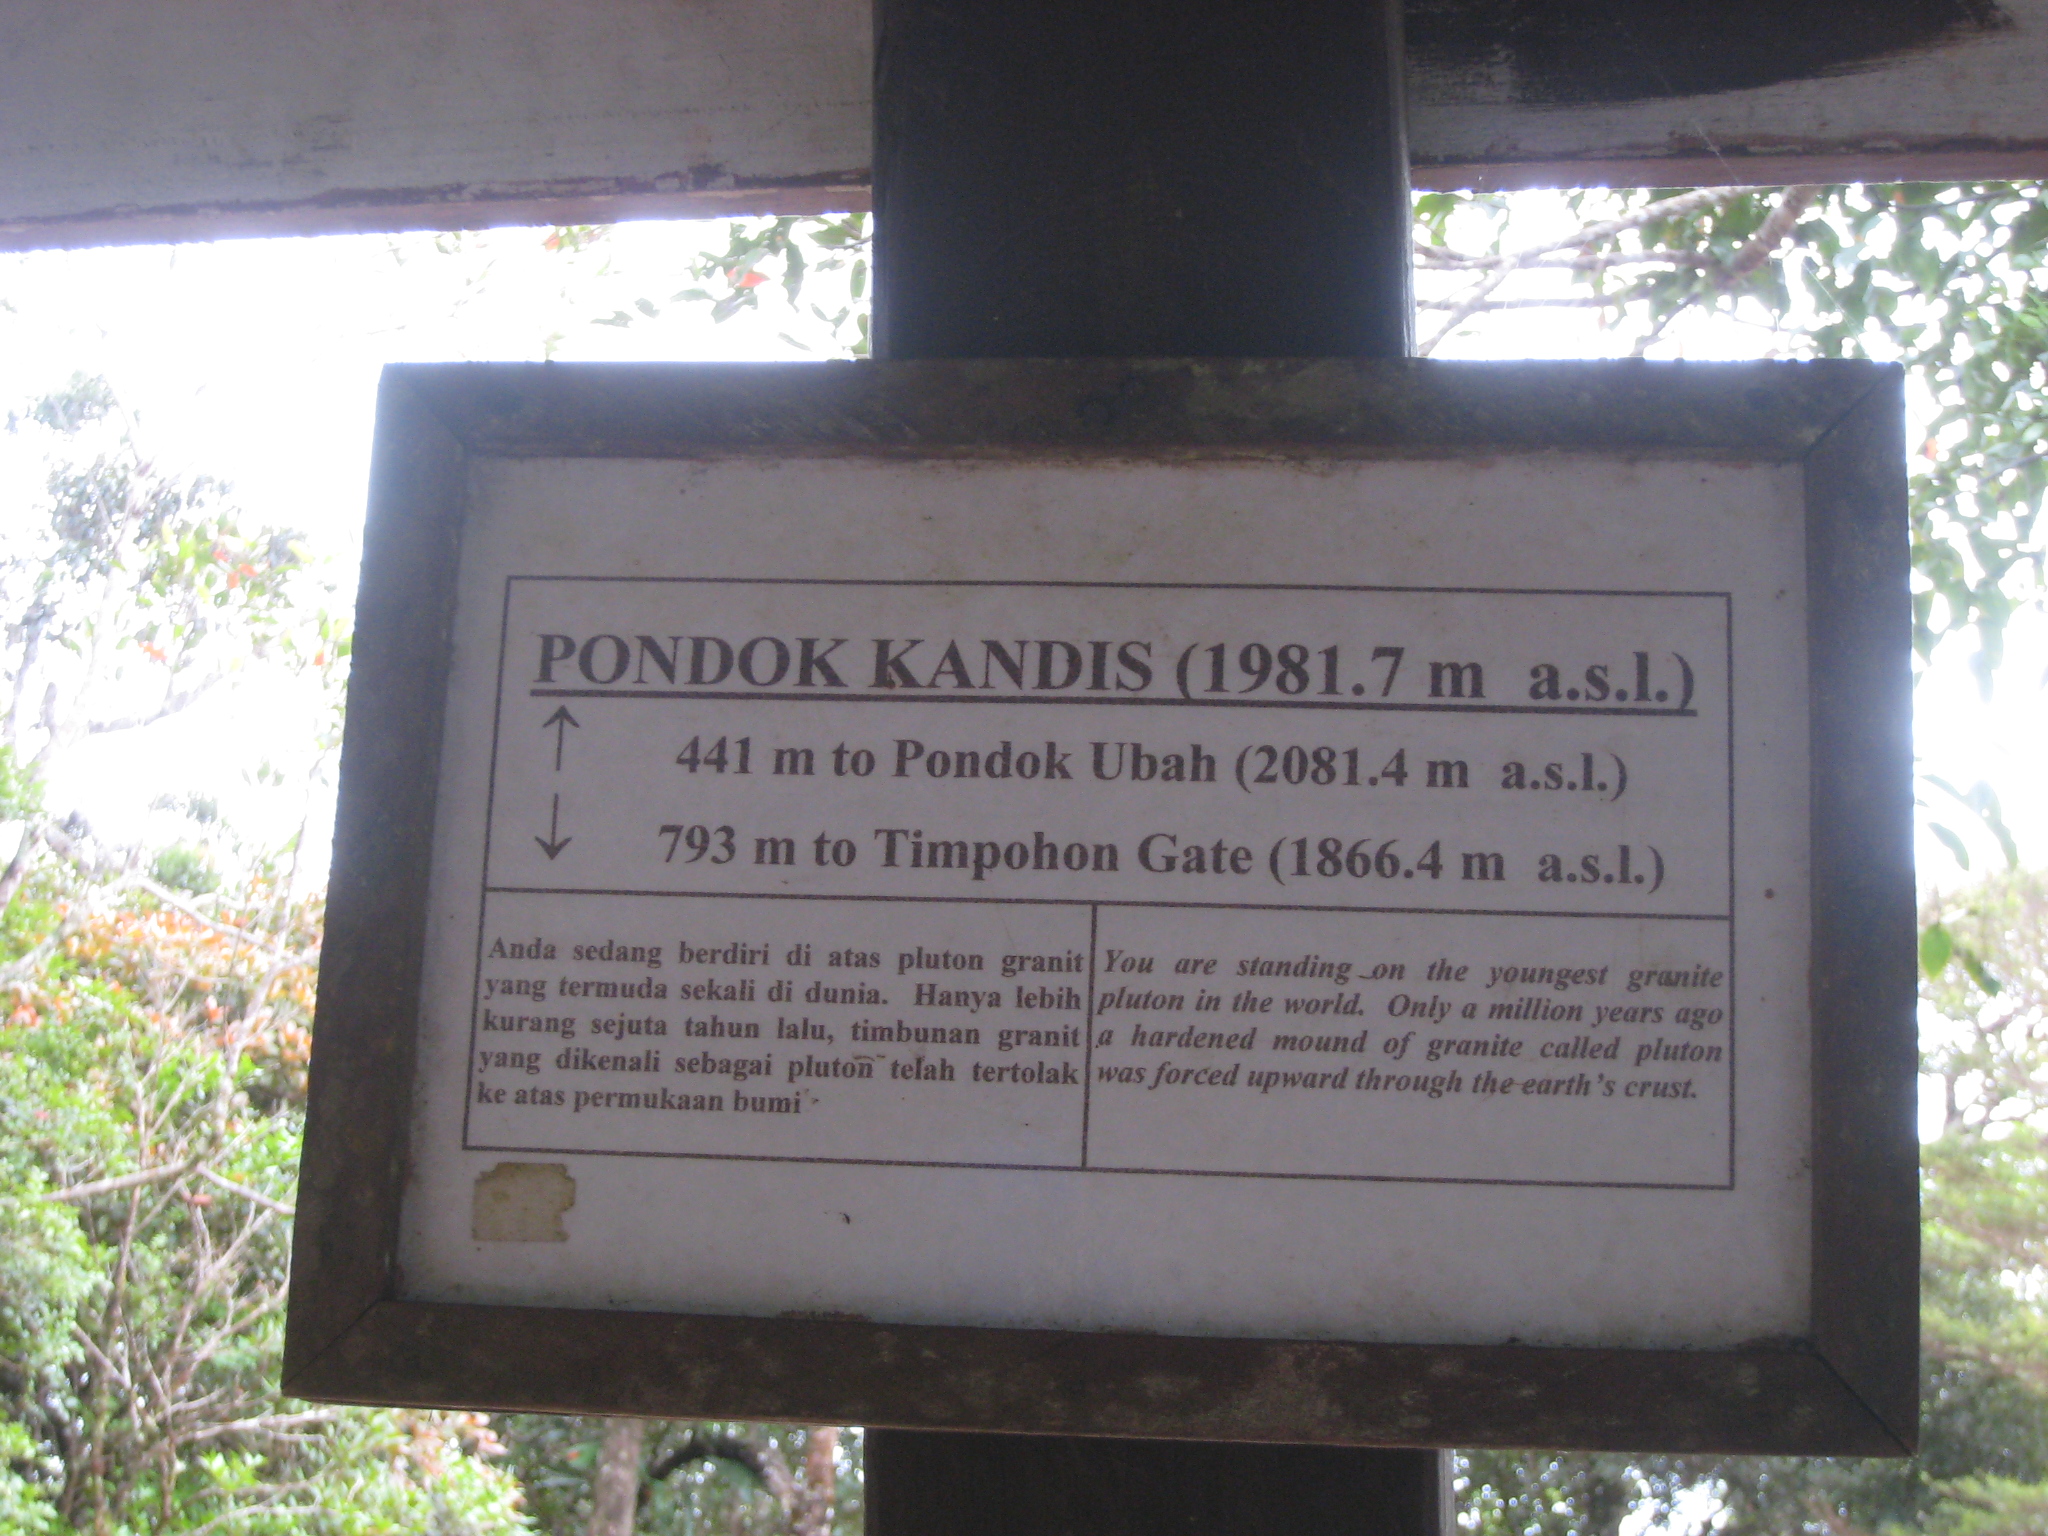 PONDOK KANDIS (1981.7 m a.s.l.)
↑ 441 m to Pondok Ubah (2081.4 m a.s.l.)
↓ 793 m to Timpohon Gate (1866.4 m a.s.l.)
Anda sedang berdiri di atas pluton granit
yang termuda sekali di dunia. Hanya lebih
kurang sejuta tahun lalu, timbunan granit
yang dikenali sebagai pluton telah tertolak
ke atas permukaan bumi
You are standing on the youngest granite
pluton in the world. Only a million years ago
a hardened mound of granite called pluton
was forced upward through the earth's crust.